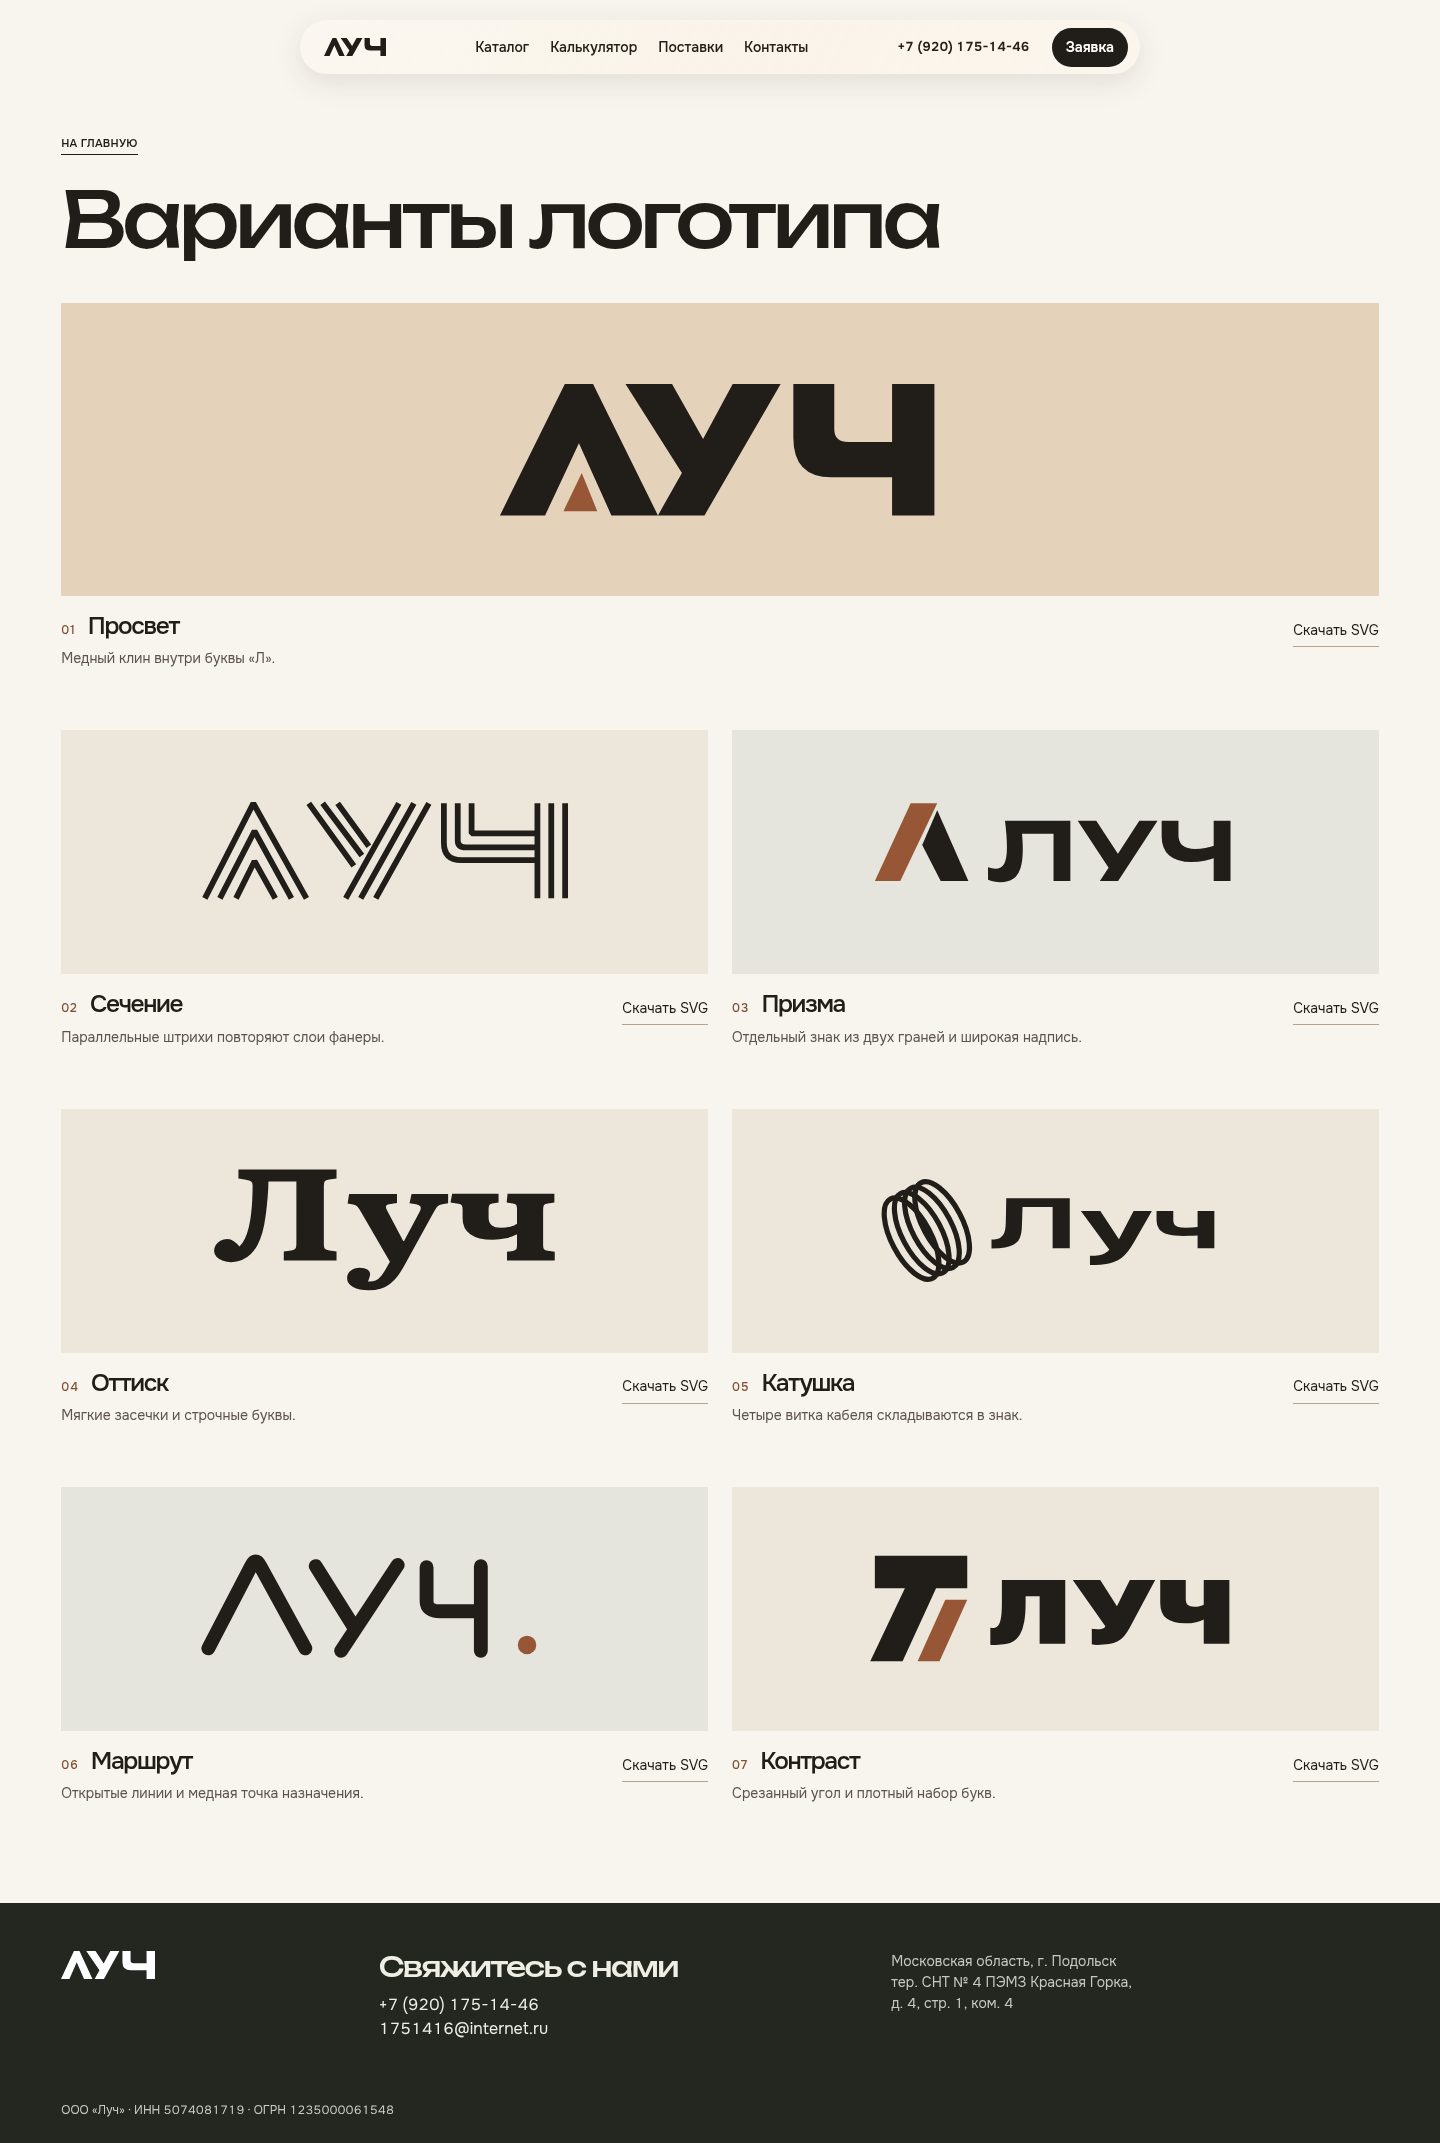 ЛУЧ
Каталог Калькулятор Поставки Контакты
+7 (920) 175-14-46
Заявка
НА ГЛАВНУЮ
Варианты логотипа
ЛУЧ
01 Просвет
Скачать SVG
Медный клин внутри буквы «Л».
ЛУЧ
02 Сечение
Скачать SVG
Параллельные штрихи повторяют слои фанеры.
ЛУЧ
03 Призма
Скачать SVG
Отдельный знак из двух граней и широкая надпись.
Луч
04 Оттиск
Скачать SVG
Мягкие засечки и строчные буквы.
Луч
05 Катушка
Скачать SVG
Четыре витка кабеля складываются в знак.
ЛУЧ.
06 Маршрут
Скачать SVG
Открытые линии и медная точка назначения.
ЛУЧ
07 Контраст
Скачать SVG
Срезанный угол и плотный набор букв.
ЛУЧ
Свяжитесь с нами
+7 (920) 175-14-46
1751416@internet.ru
Московская область, г. Подольск
тер. СНТ № 4 ПЭМЗ Красная Горка,
д. 4, стр. 1, ком. 4
ООО «Луч» · ИНН 5074081719 · ОГРН 1235000061548